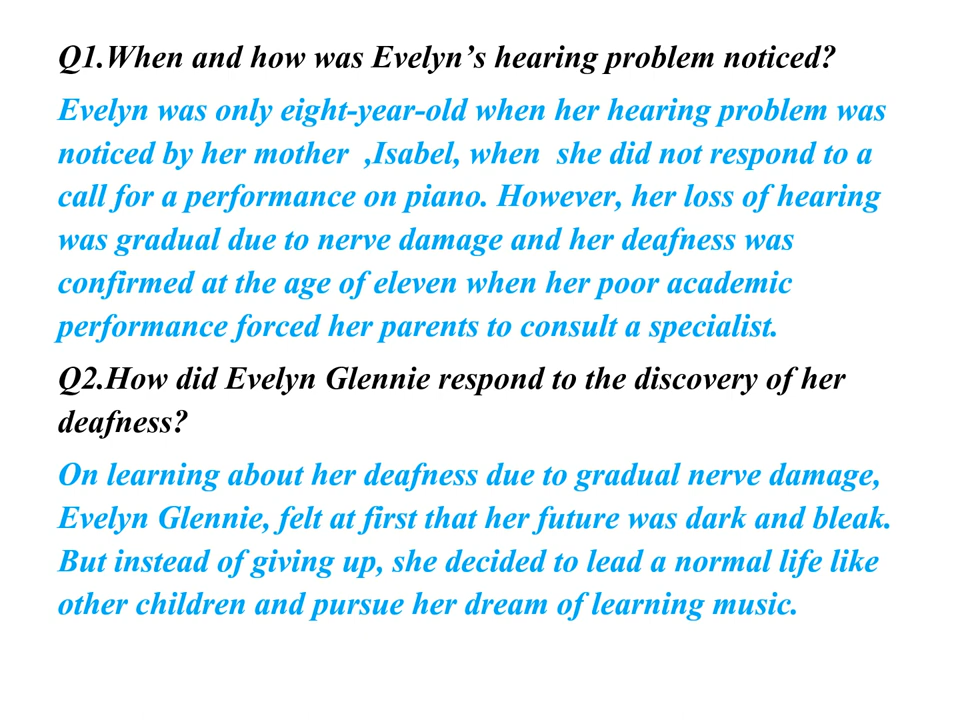 Q1.When and how was Evelyn’s hearing problem noticed?
Evelyn was only eight-year-old when her hearing problem was
noticed by her mother  ,Isabel, when  she did not respond to a
call for a performance on piano. However, her loss of hearing
was gradual due to nerve damage and her deafness was
confirmed at the age of eleven when her poor academic
performance forced her parents to consult a specialist.
Q2.How did Evelyn Glennie respond to the discovery of her
deafness?
On learning about her deafness due to gradual nerve damage,
Evelyn Glennie, felt at first that her future was dark and bleak.
But instead of giving up, she decided to lead a normal life like
other children and pursue her dream of learning music.